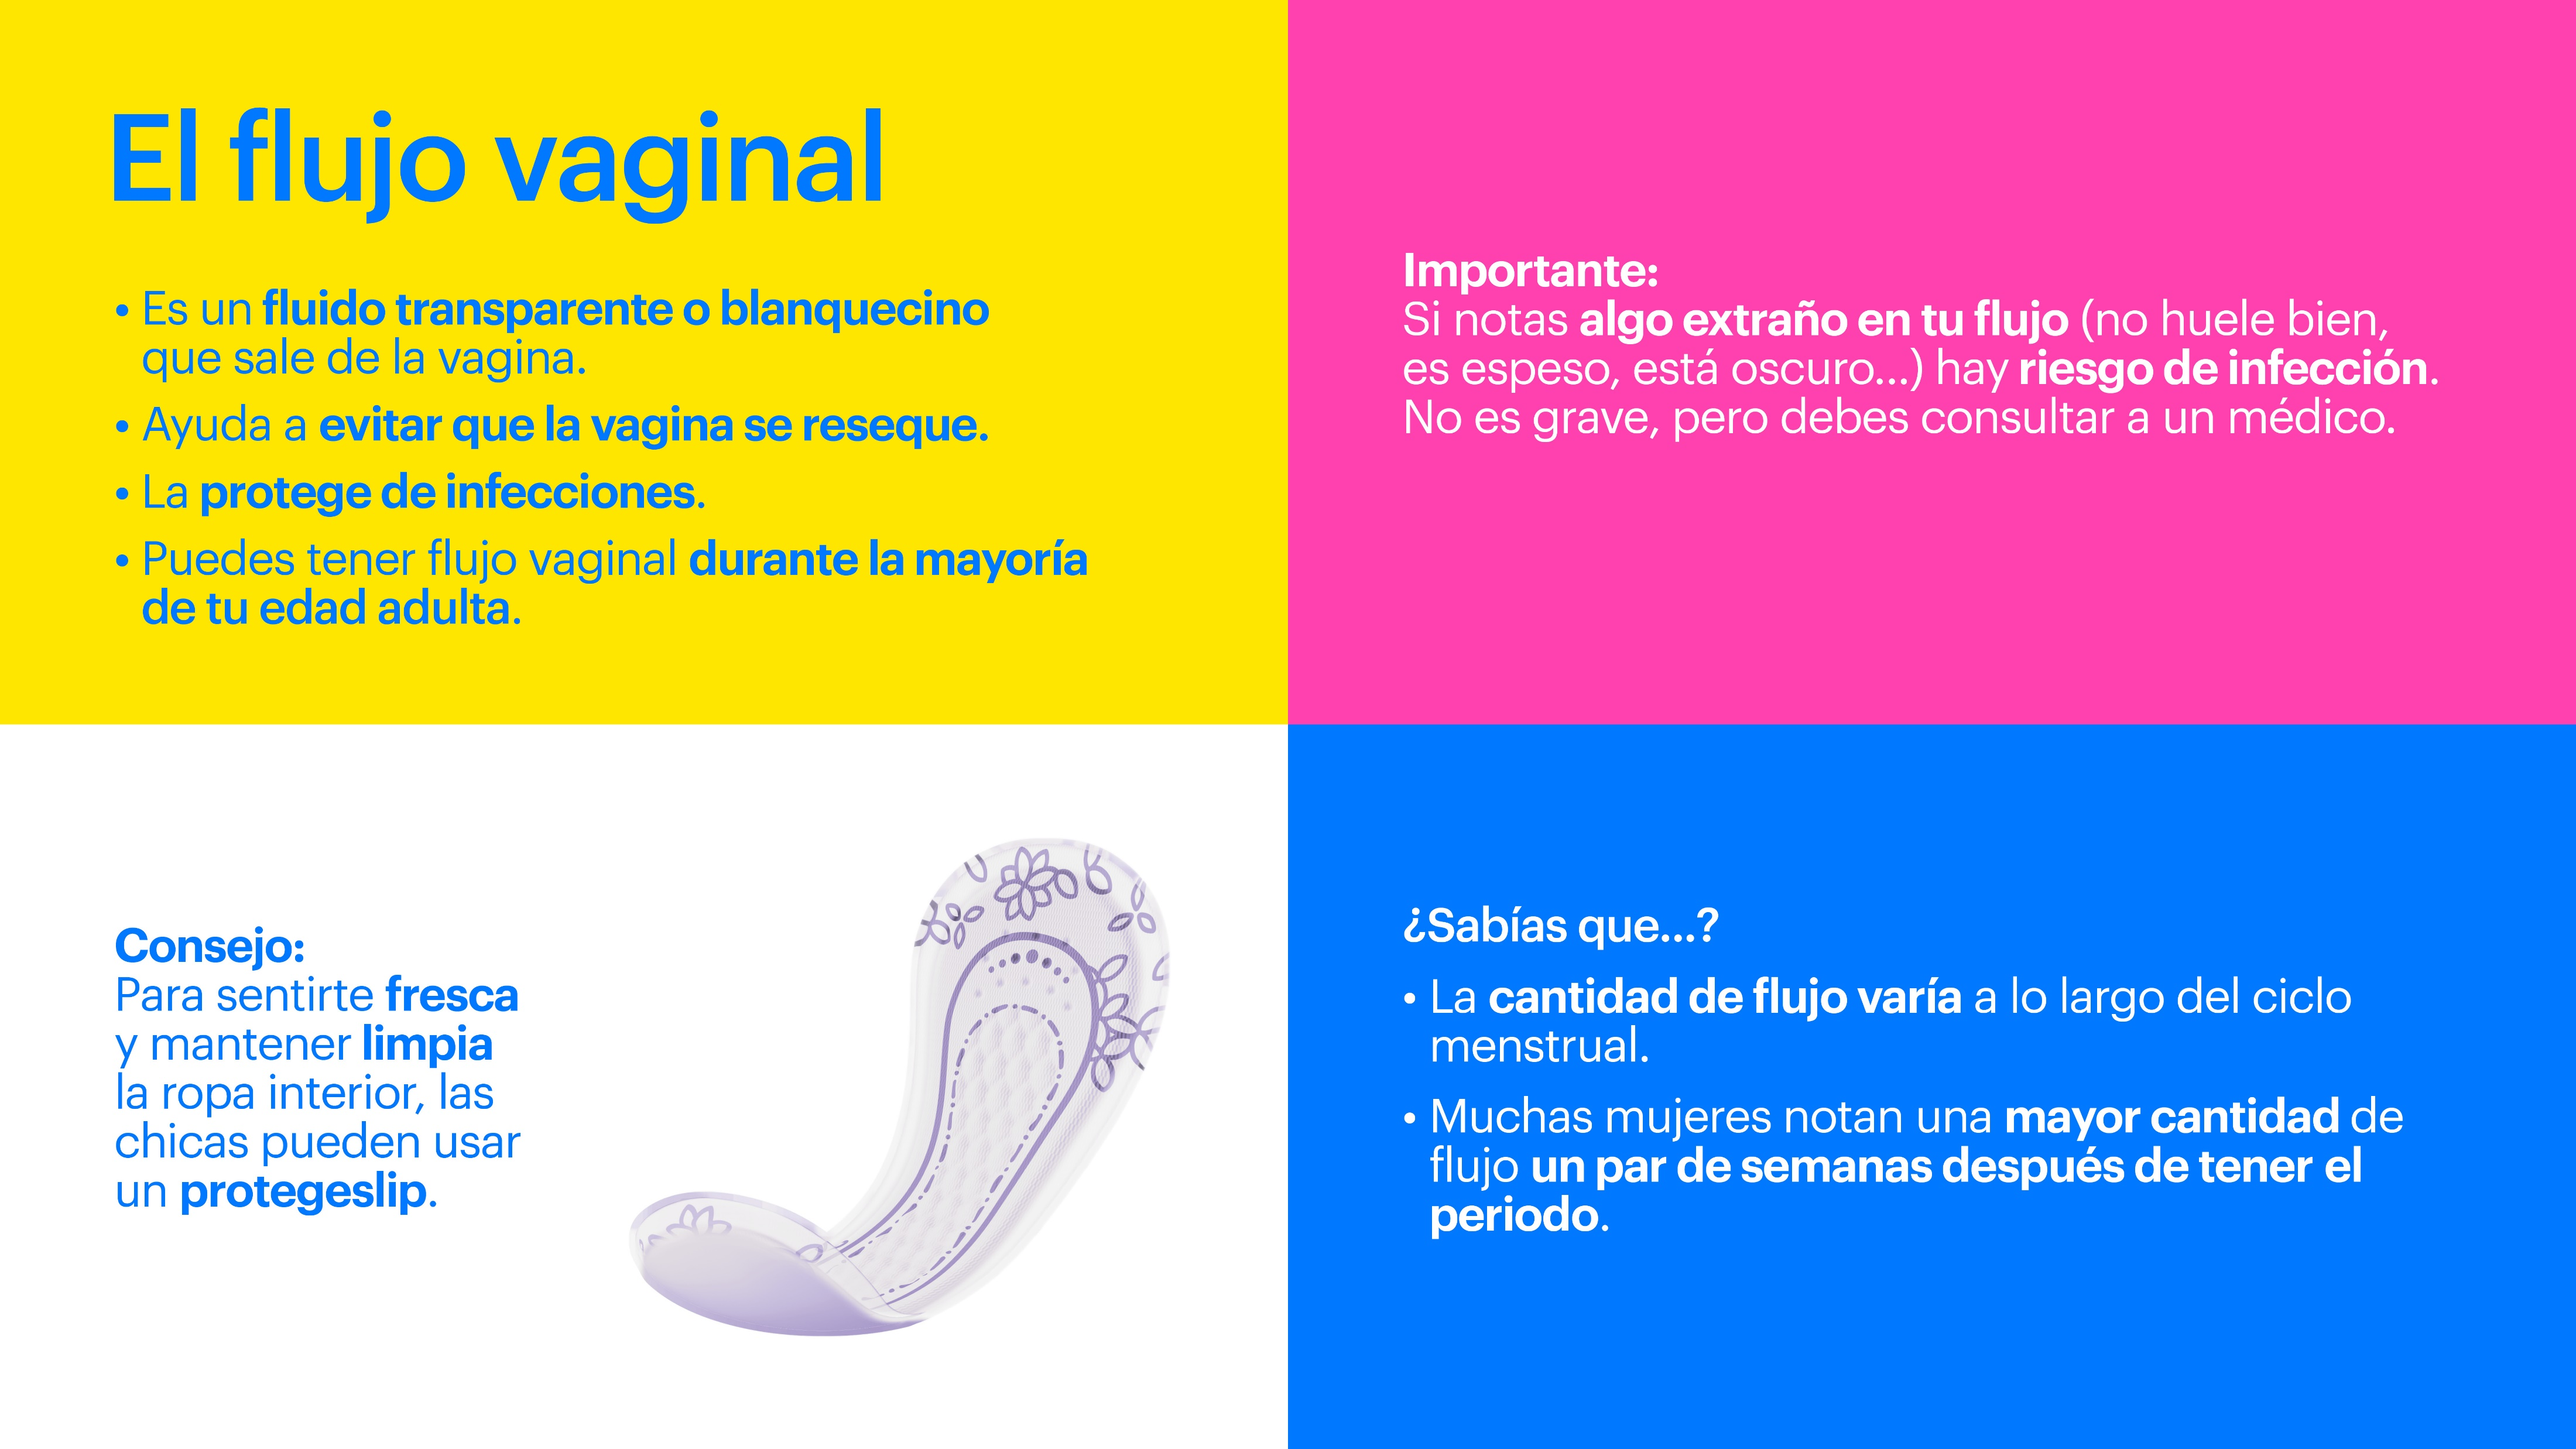 El flujo vaginal
• Es un fluido transparente o blanquecino
que sale de la vagina.
• Ayuda a evitar que la vagina se reseque.
• La protege de infecciones.
• Puedes tener flujo vaginal durante la mayoría
de tu edad adulta.
Importante:
Si notas algo extraño en tu flujo (no huele bien,
es espeso, está oscuro...) hay riesgo de infección.
No es grave, pero debes consultar a un médico.
Consejo:
Para sentirte fresca
y mantener limpia
la ropa interior, las
chicas pueden usar
un protegeslip.
¿Sabías que...?
• La cantidad de flujo varía a lo largo del ciclo
menstrual.
• Muchas mujeres notan una mayor cantidad de
flujo un par de semanas después de tener el
periodo.